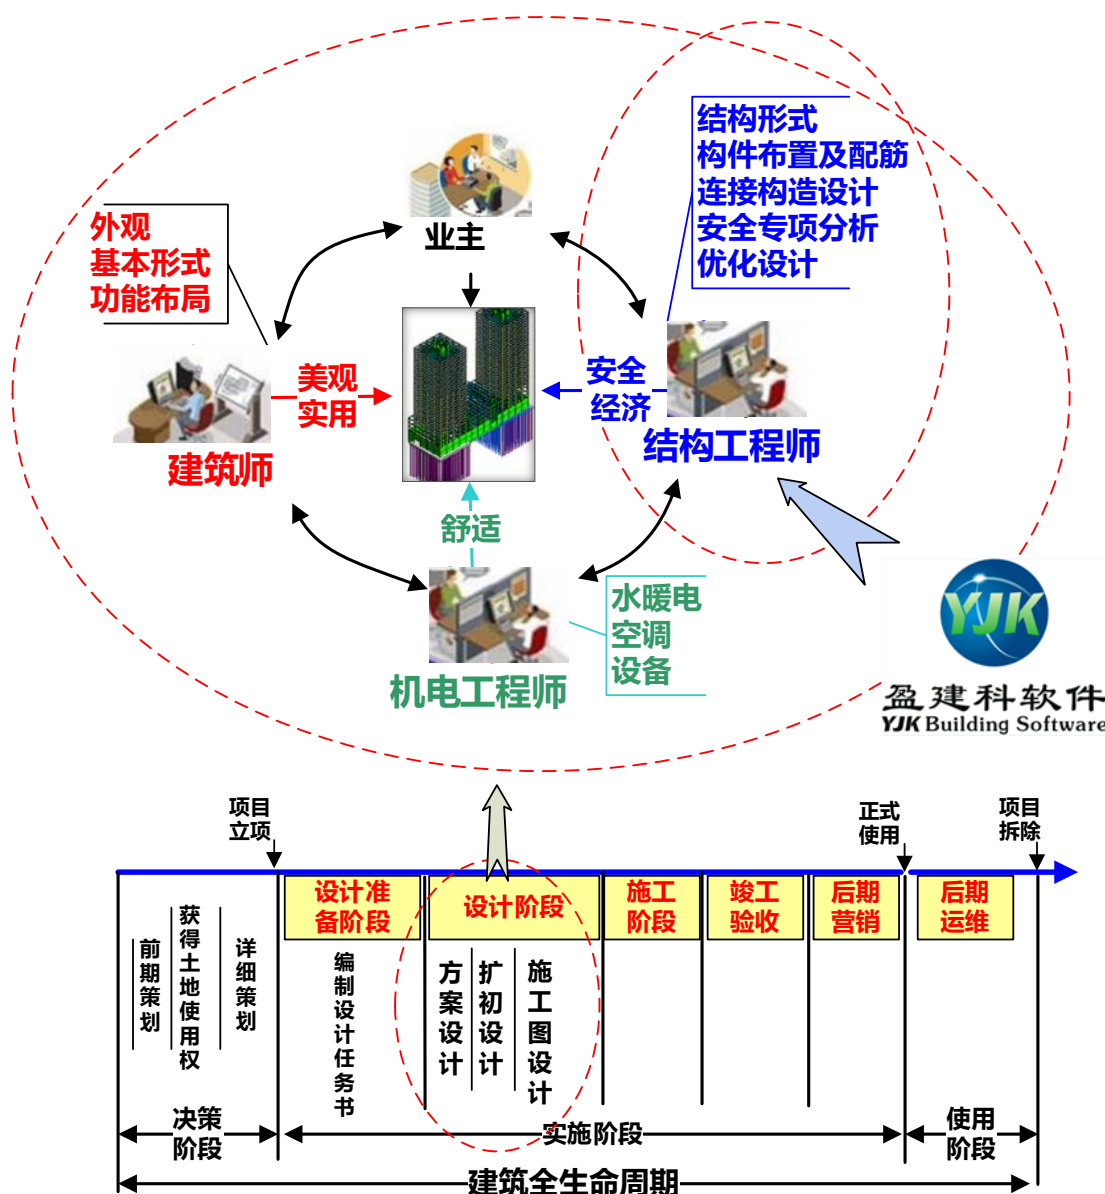 结构形式
构件布置及配筋
连接构造设计
安全专项分析
优化设计
业主
外观
基本形式
功能布局
美观
实用
安全
经济
建筑师
结构工程师
舒适
水暖电
空调
设备
机电工程师
YJK
盈建科软件
YJK Building Software
项目
立项
正式
使用
项目
拆除
设计准
备阶段
设计阶段
施工
阶段
竣工
验收
后期
营销
后期
运维
前期策划
获得土地使用权
详细策划
编制设计任务书
方案设计
扩初设计
施工图设计
决策
阶段
实施阶段
使用
阶段
建筑全生命周期